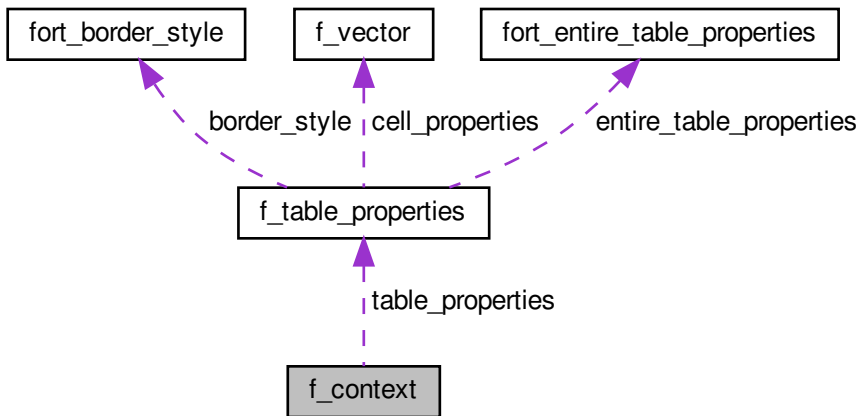 fort_border_style
f_vector
fort_entire_table_properties
border_style
cell_properties
entire_table_properties
f_table_properties
table_properties
f_context